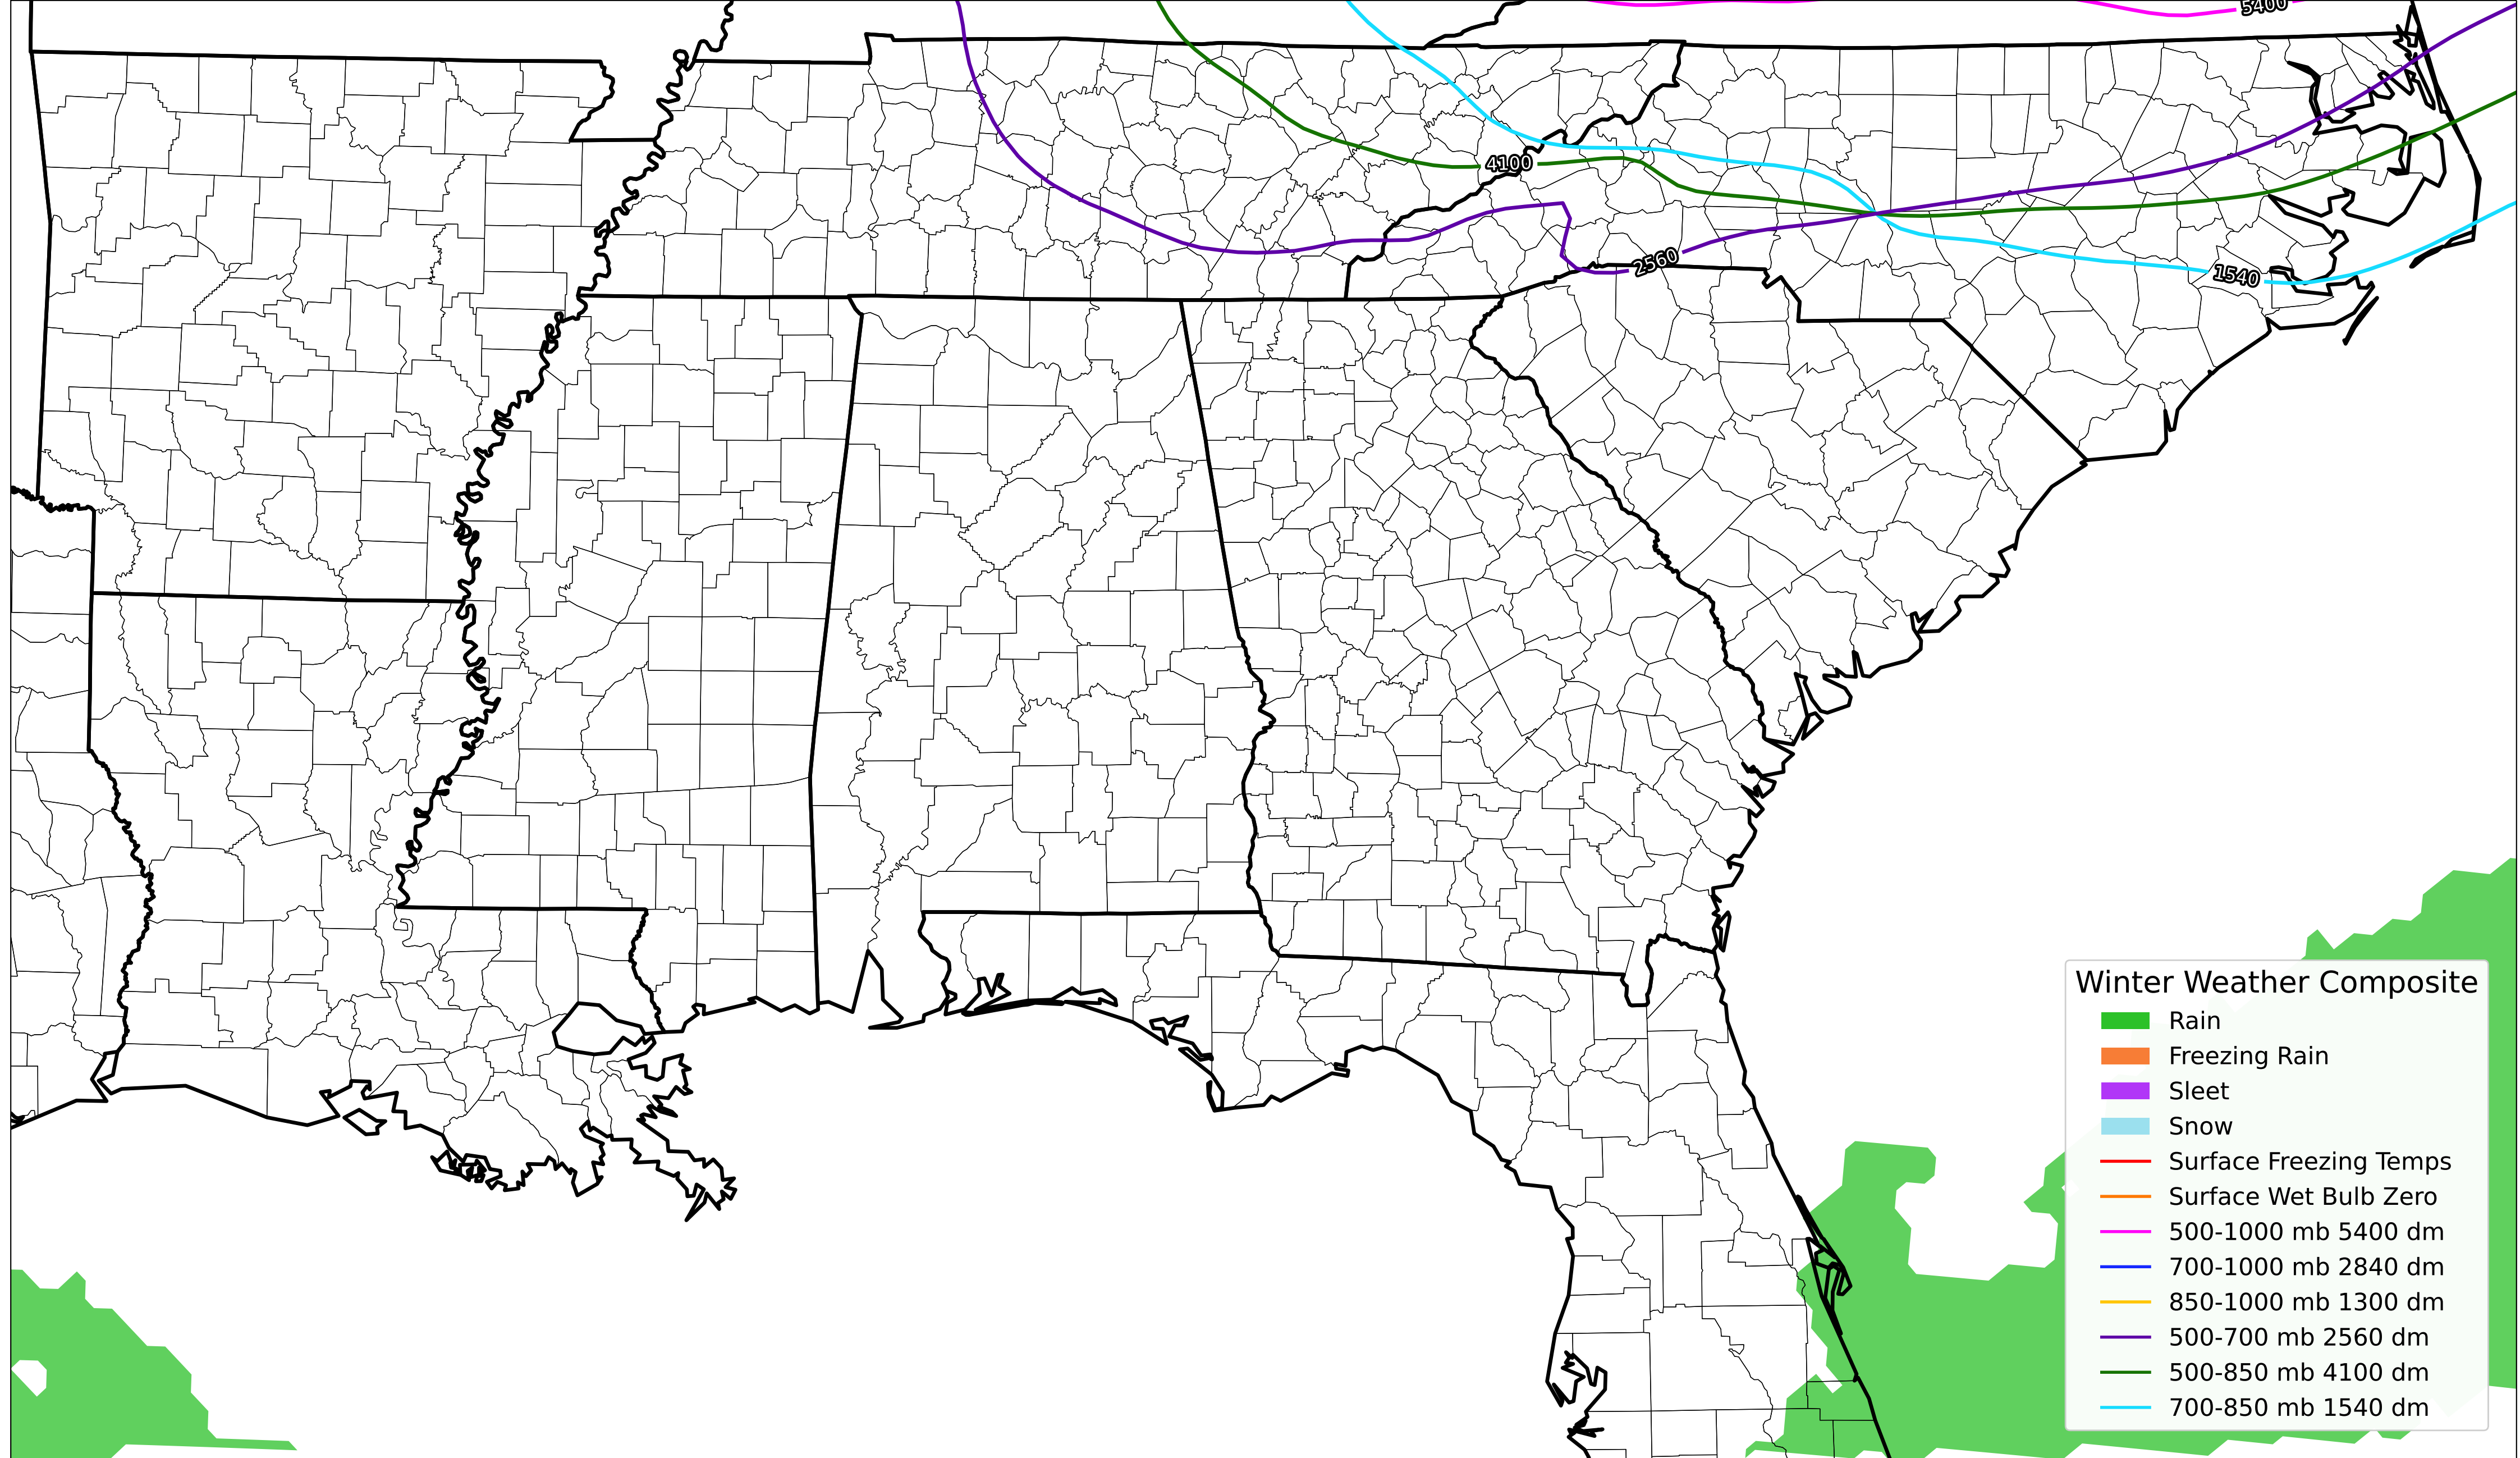 5400
4100
2560
1540
Winter Weather Composite
Rain
Freezing Rain
Sleet
Snow
Surface Freezing Temps
Surface Wet Bulb Zero
500-1000 mb 5400 dm
700-1000 mb 2840 dm
850-1000 mb 1300 dm
500-700 mb 2560 dm
500-850 mb 4100 dm
700-850 mb 1540 dm